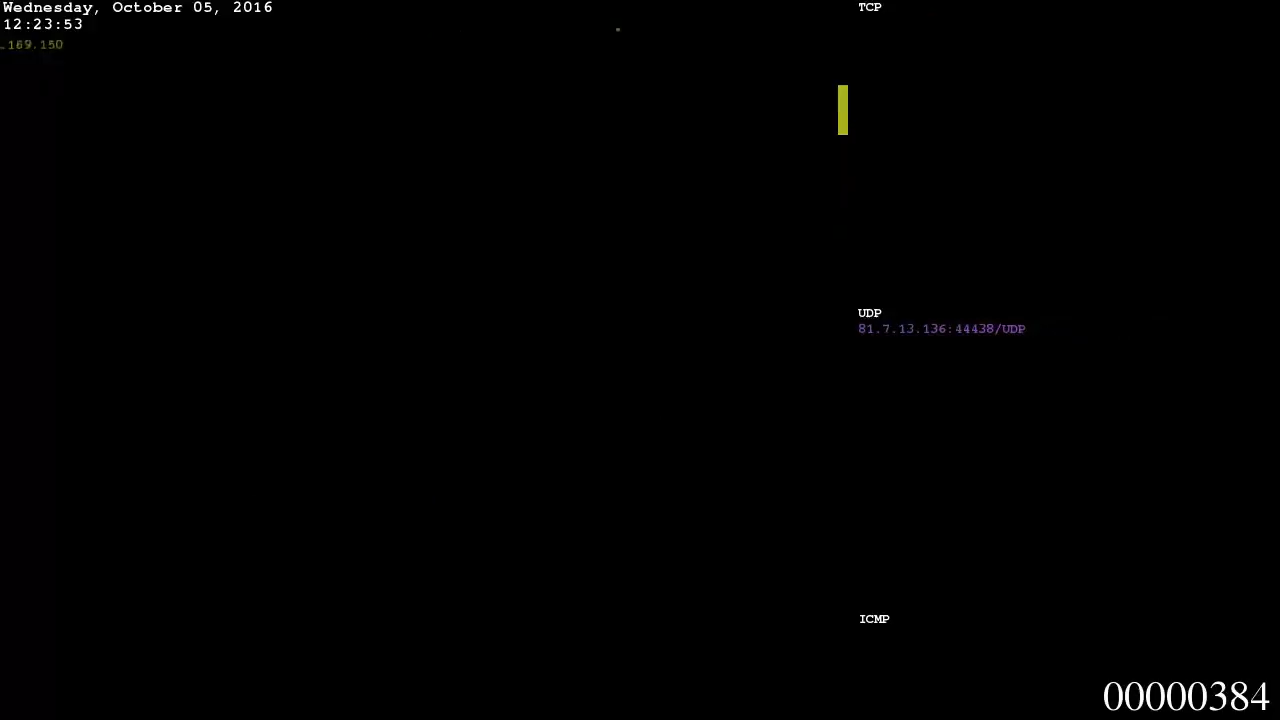 Wednesday, October 05, 2016
12:23:53
.169.150
TCP
UDP
81.7.13.136:44438/UDP
ICMP
00000384